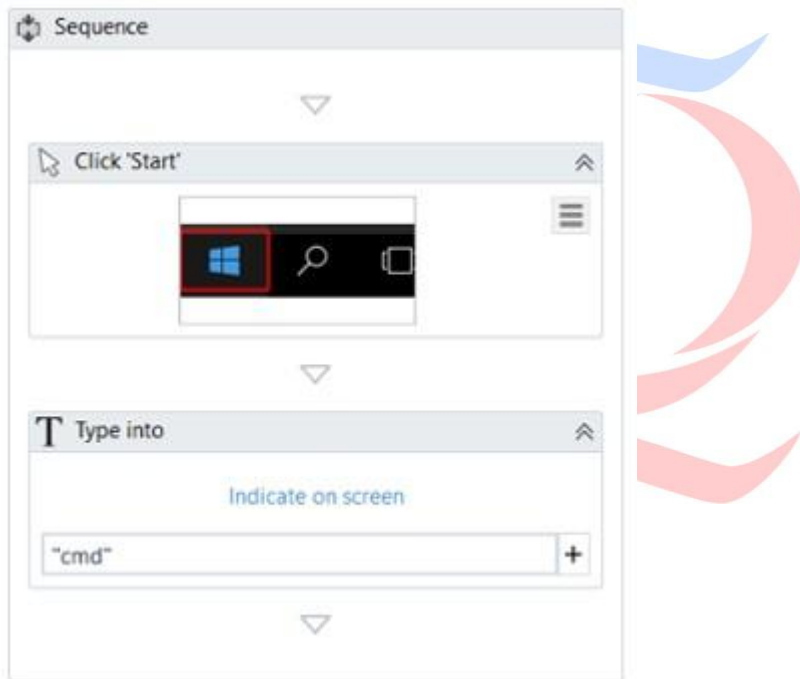 Sequence
Click 'Start'
T Type into
Indicate on screen
"cmd" +